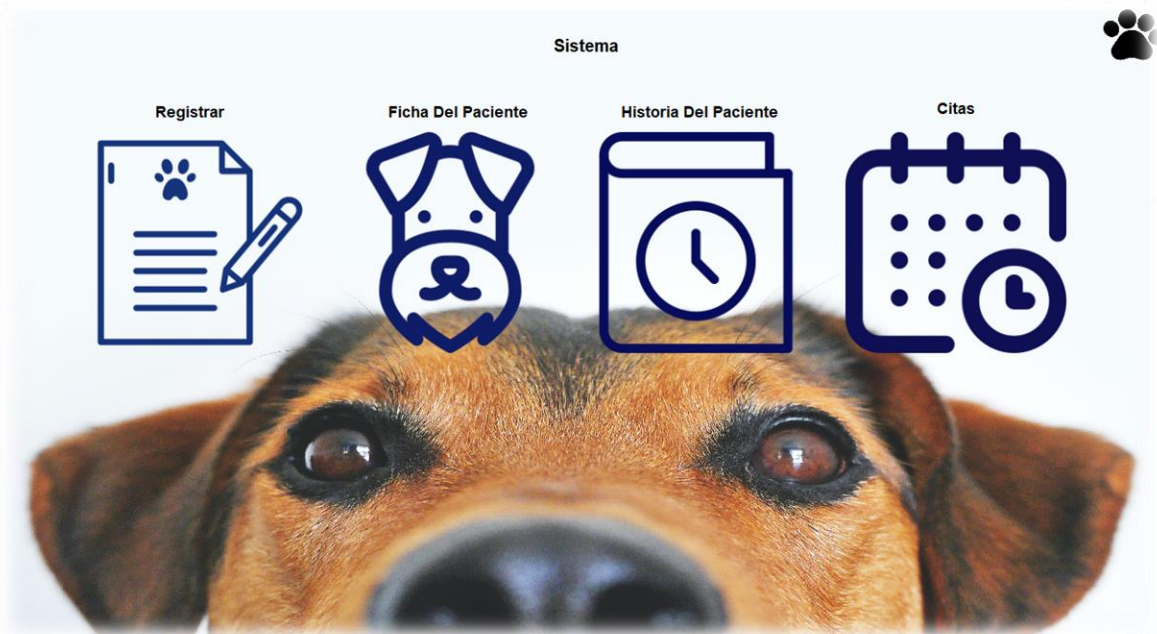 Sistema
Registrar
Ficha Del Paciente
Historia Del Paciente
Citas